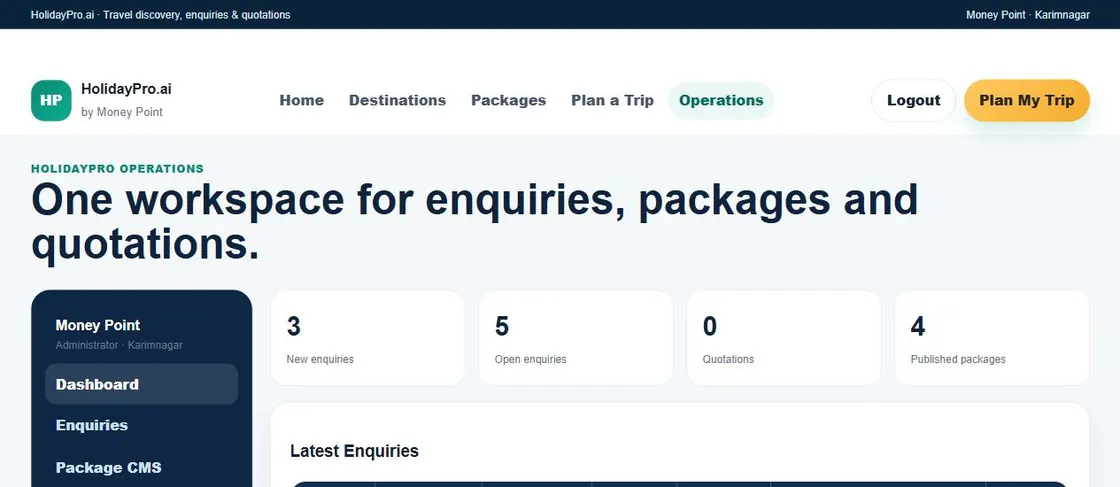 HolidayPro.ai · Travel discovery, enquiries & quotations
Money Point · Karimnagar
HP
HolidayPro.ai
by Money Point
Home
Destinations
Packages
Plan a Trip
Operations
Logout
Plan My Trip
HOLIDAYPRO OPERATIONS
One workspace for enquiries, packages and
quotations.
Money Point
Administrator · Karimnagar
Dashboard
Enquiries
Package CMS
3
New enquiries
5
Open enquiries
0
Quotations
4
Published packages
Latest Enquiries